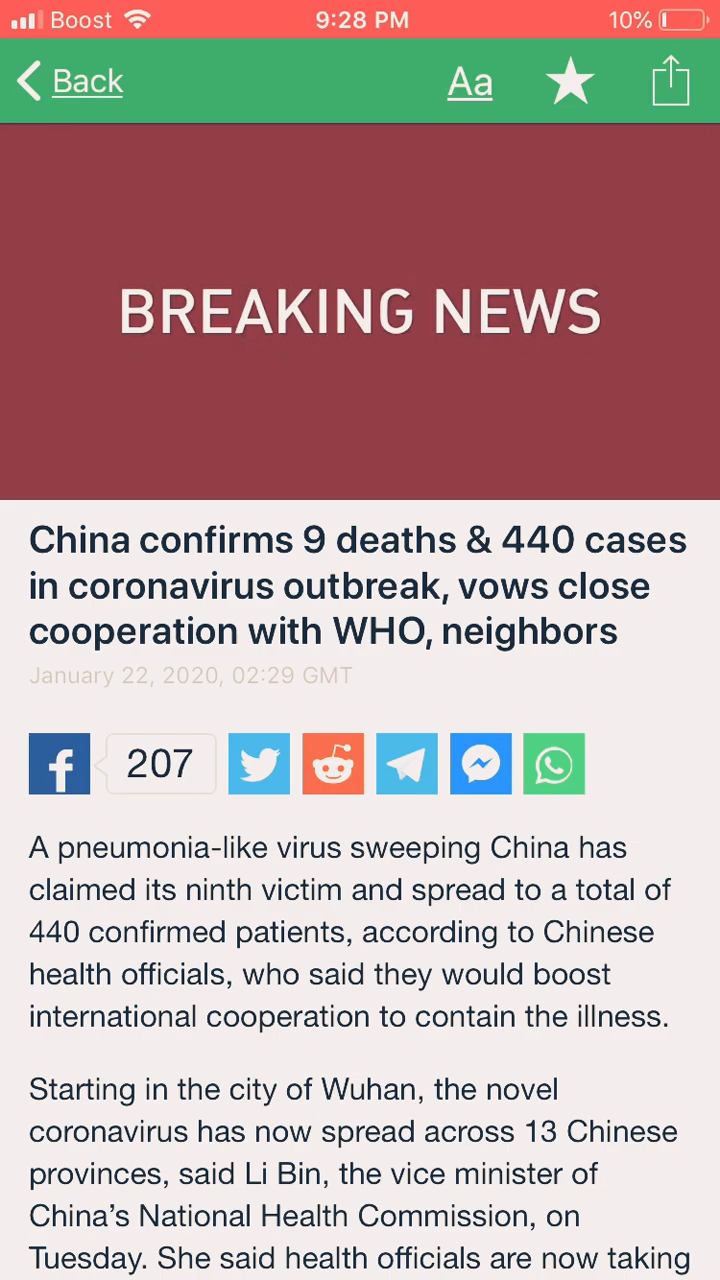 Boost 9:28 PM 10%
Back Aa
BREAKING NEWS
China confirms 9 deaths & 440 cases
in coronavirus outbreak, vows close
cooperation with WHO, neighbors
January 22, 2020, 02:29 GMT
f 207
A pneumonia-like virus sweeping China has
claimed its ninth victim and spread to a total of
440 confirmed patients, according to Chinese
health officials, who said they would boost
international cooperation to contain the illness.
Starting in the city of Wuhan, the novel
coronavirus has now spread across 13 Chinese
provinces, said Li Bin, the vice minister of
China’s National Health Commission, on
Tuesday. She said health officials are now taking